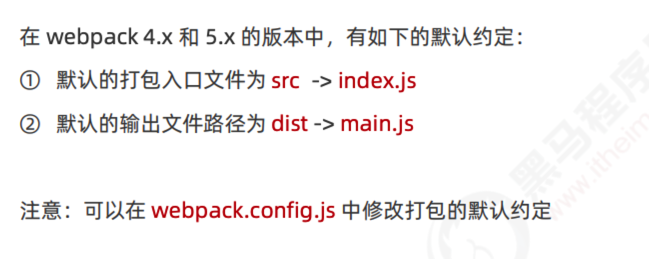 在 webpack 4.x 和 5.x 的版本中，有如下的默认约定：
① 默认的打包入口文件为 src -> index.js
② 默认的输出文件路径为 dist -> main.js
注意：可以在 webpack.config.js 中修改打包的默认约定
黑马程序
www.itheim